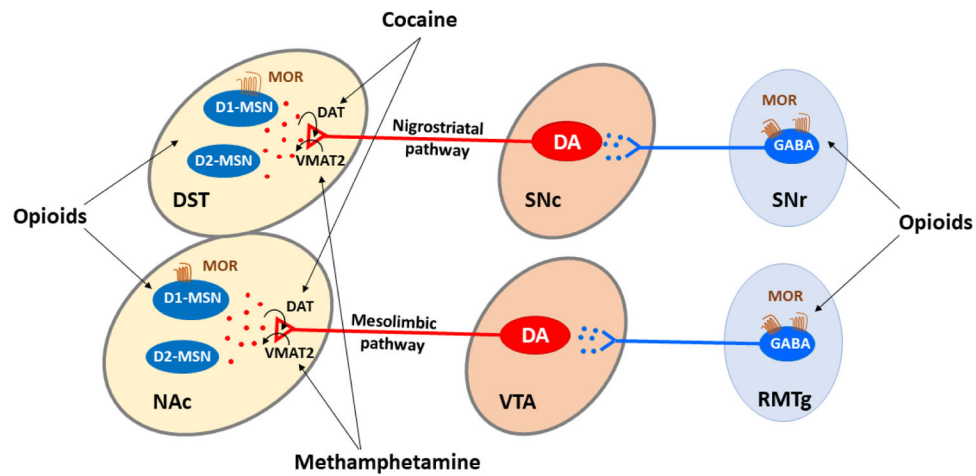 Cocaine
MOR
D1-MSN
DAT
D2-MSN
VMAT2
DST
Nigrostriatal
pathway
DA
SNc
MOR
GABA
SNr
Opioids
Opioids
MOR
D1-MSN
DAT
D2-MSN
VMAT2
NAc
Mesolimbic
pathway
DA
VTA
MOR
GABA
RMTg
Methamphetamine